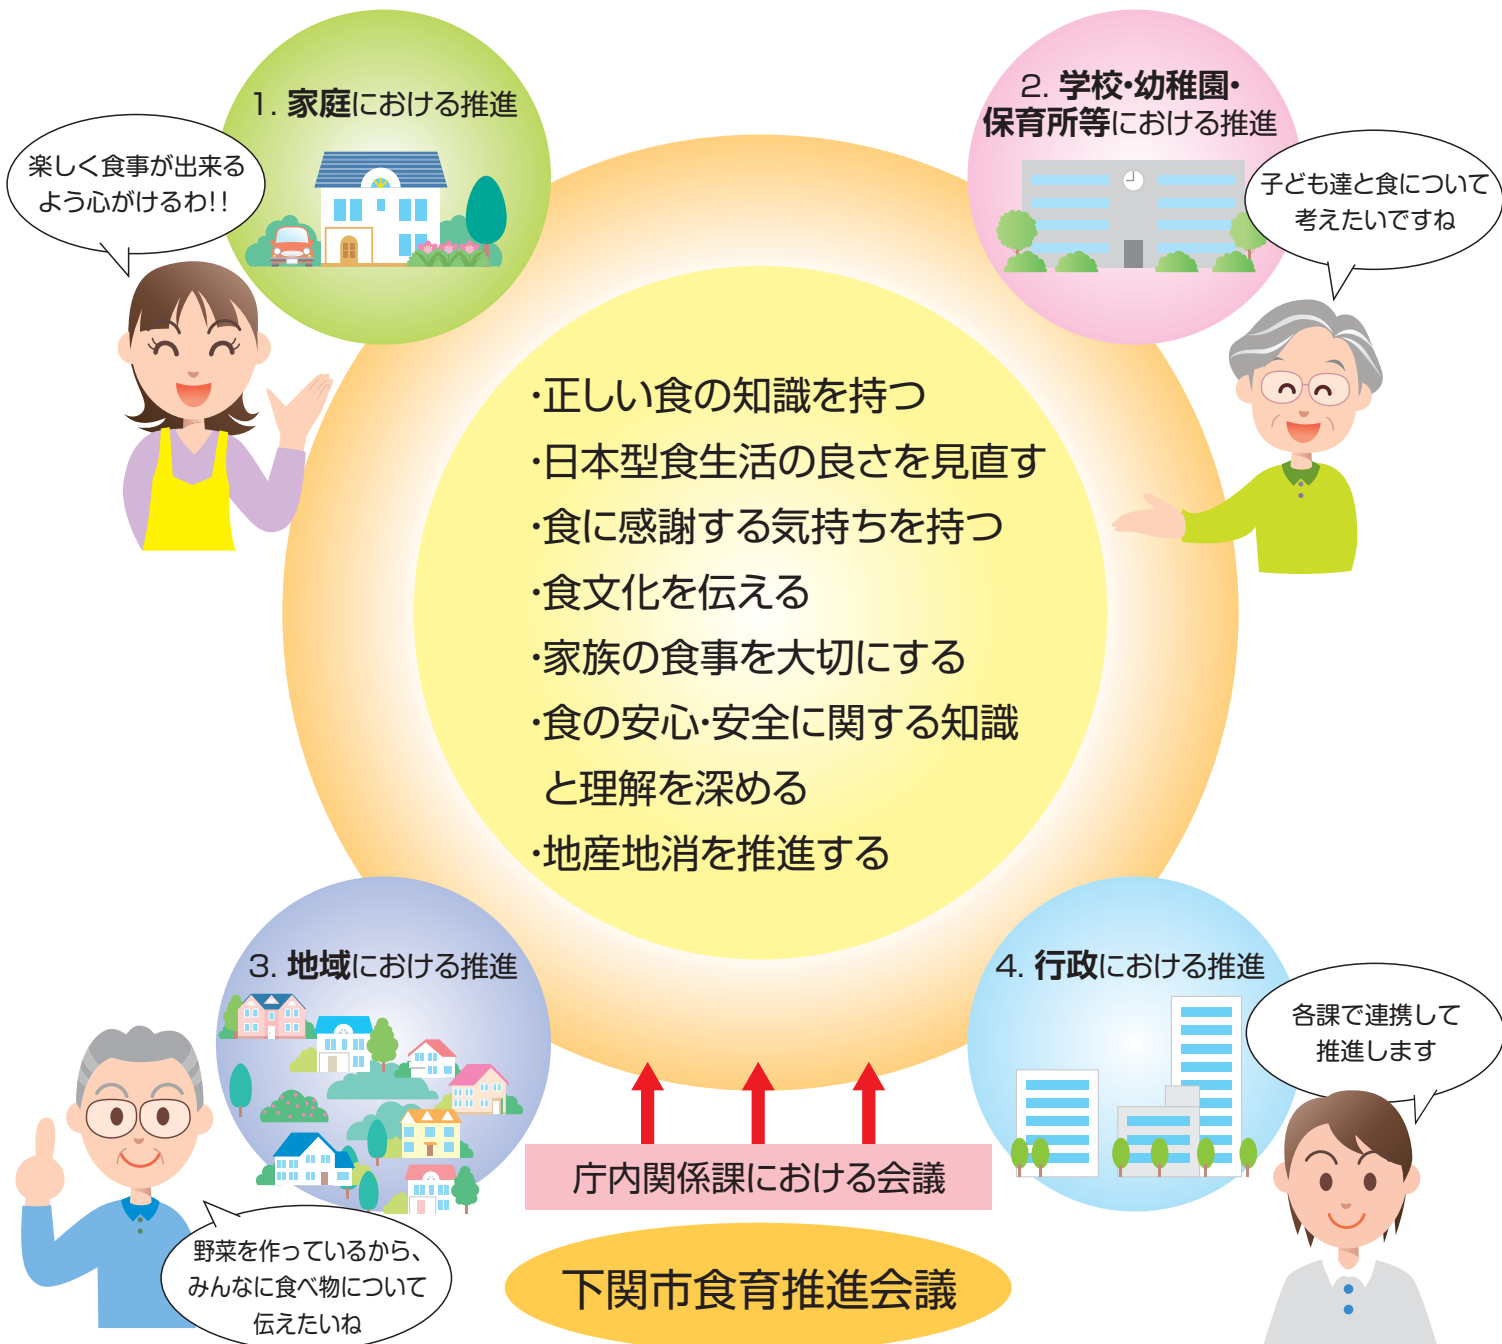 1. 家庭における推進
楽しく食事が出来る
よう心がけるわ!!
2. 学校・幼稚園・
保育所等における推進
子ども達と食について
考えたいですね
・正しい食の知識を持つ
・日本型食生活の良さを見直す
・食に感謝する気持ちを持つ
・食文化を伝える
・家族の食事を大切にする
・食の安心・安全に関する知識
と理解を深める
・地産地消を推進する
3. 地域における推進
野菜を作っているから、
みんなに食べ物について
伝えたいね
4. 行政における推進
各課で連携して
推進します
庁内関係課における会議
下関市食育推進会議